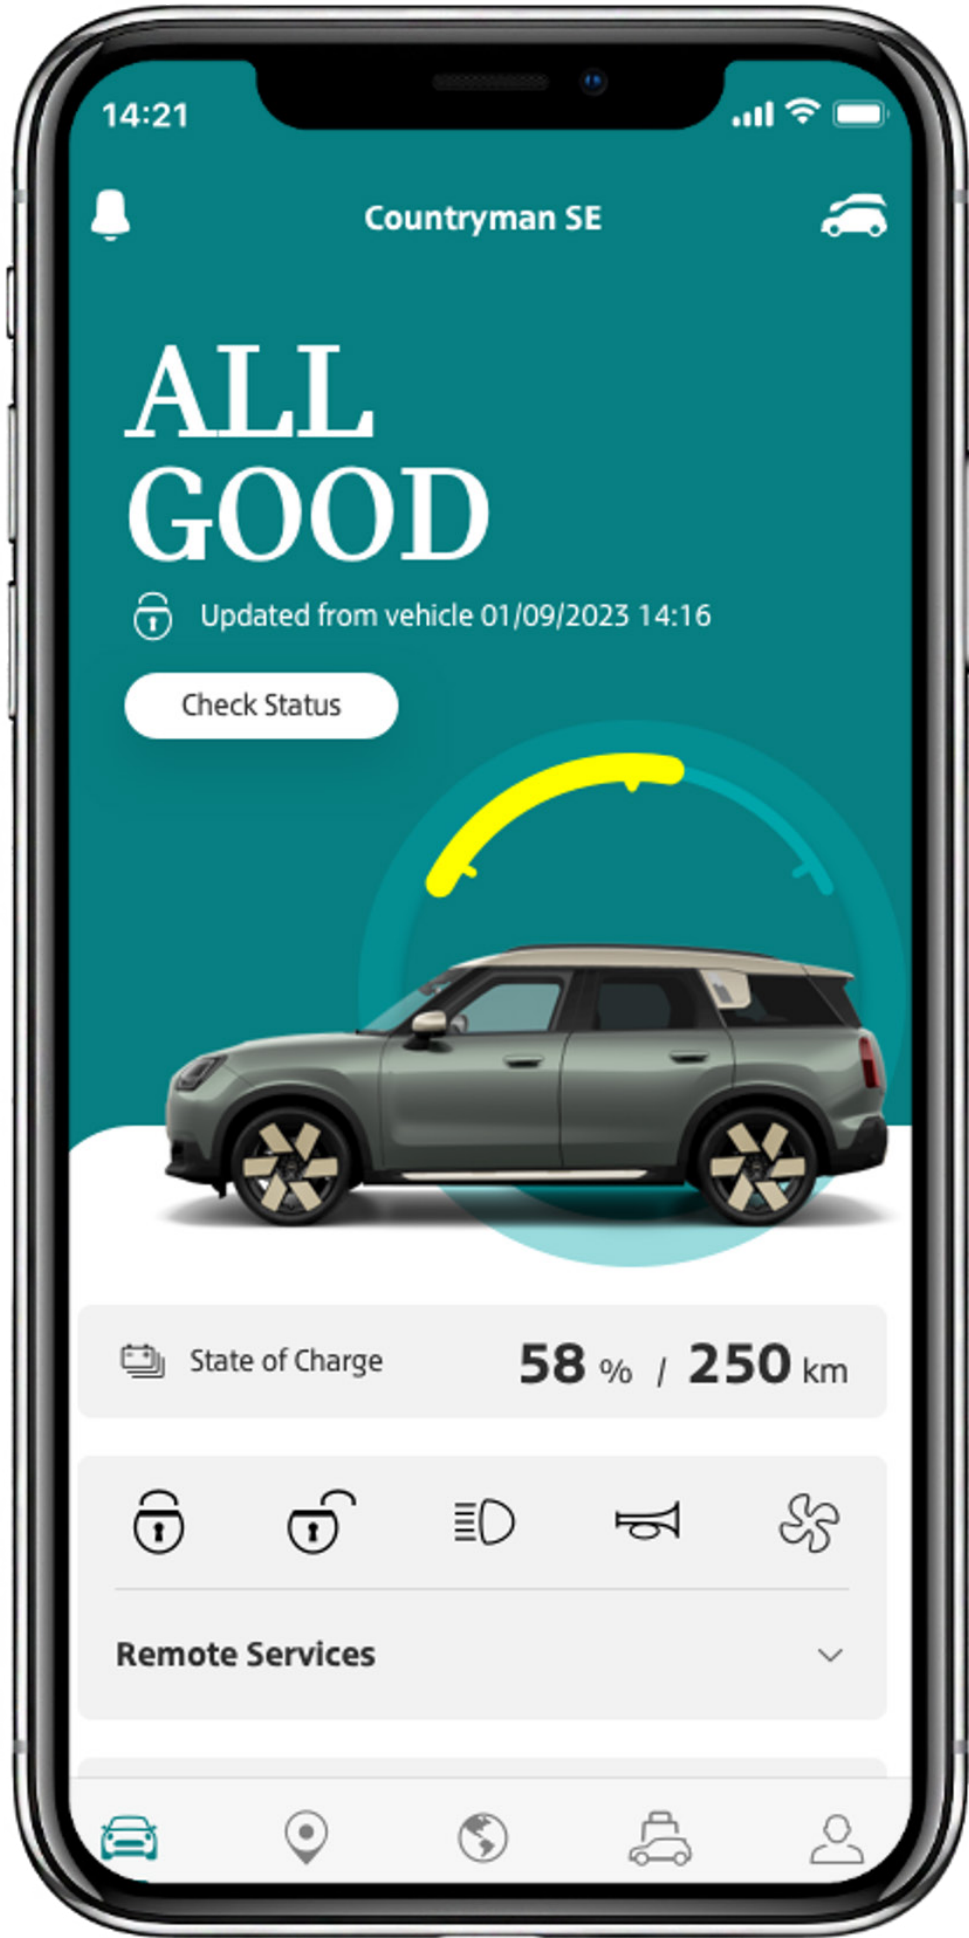 14:21
Countryman SE
ALL
GOOD
Updated from vehicle 01/09/2023 14:16
Check Status
State of Charge 58 % / 250 km
Remote Services